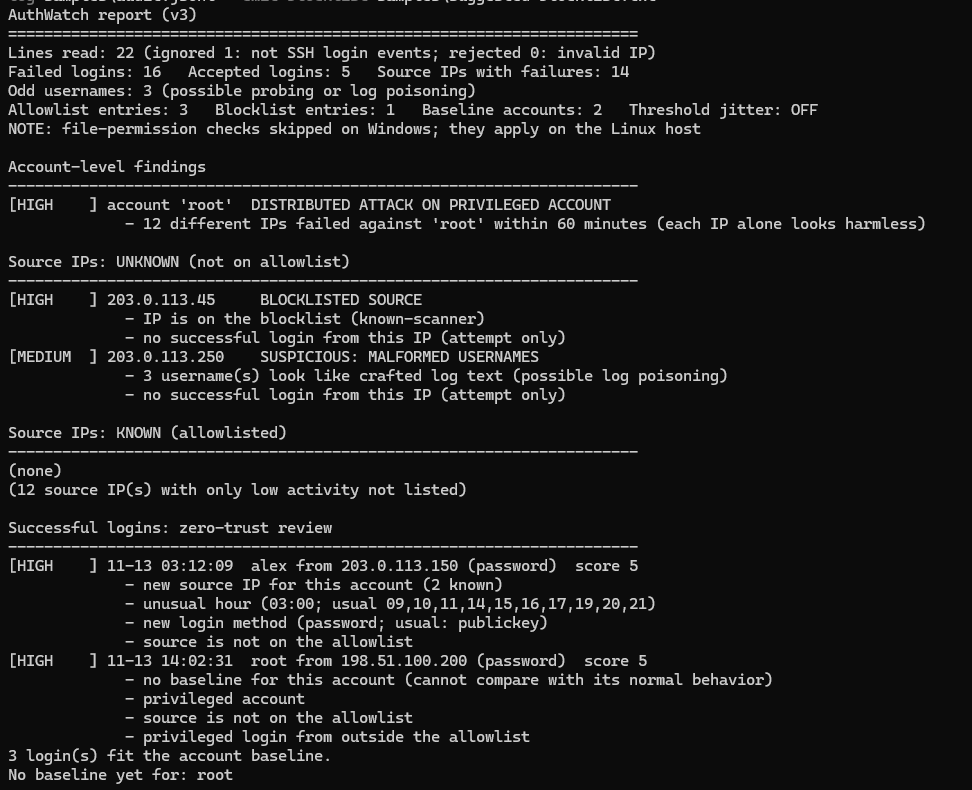 AuthWatch report (v3)
======================================================================
Lines read: 22 (ignored 1: not SSH login events; rejected 0: invalid IP)
Failed logins: 16   Accepted logins: 5   Source IPs with failures: 14
Odd usernames: 3 (possible probing or log poisoning)
Allowlist entries: 3   Blocklist entries: 1   Baseline accounts: 2   Threshold jitter: OFF
NOTE: file-permission checks skipped on Windows; they apply on the Linux host

Account-level findings
----------------------------------------------------------------------
[HIGH    ] account 'root'  DISTRIBUTED ATTACK ON PRIVILEGED ACCOUNT
             - 12 different IPs failed against 'root' within 60 minutes (each IP alone looks harmless)

Source IPs: UNKNOWN (not on allowlist)
----------------------------------------------------------------------
[HIGH    ] 203.0.113.45     BLOCKLISTED SOURCE
             - IP is on the blocklist (known-scanner)
             - no successful login from this IP (attempt only)
[MEDIUM  ] 203.0.113.250    SUSPICIOUS: MALFORMED USERNAMES
             - 3 username(s) look like crafted log text (possible log poisoning)
             - no successful login from this IP (attempt only)

Source IPs: KNOWN (allowlisted)
----------------------------------------------------------------------
(none)
(12 source IP(s) with only low activity not listed)

Successful logins: zero-trust review
----------------------------------------------------------------------
[HIGH    ] 11-13 03:12:09  alex from 203.0.113.150 (password)  score 5
             - new source IP for this account (2 known)
             - unusual hour (03:00; usual 09,10,11,14,15,16,17,19,20,21)
             - new login method (password; usual: publickey)
             - source is not on the allowlist
[HIGH    ] 11-13 14:02:31  root from 198.51.100.200 (password)  score 5
             - no baseline for this account (cannot compare with its normal behavior)
             - privileged account
             - source is not on the allowlist
             - privileged login from outside the allowlist
3 login(s) fit the account baseline.
No baseline yet for: root